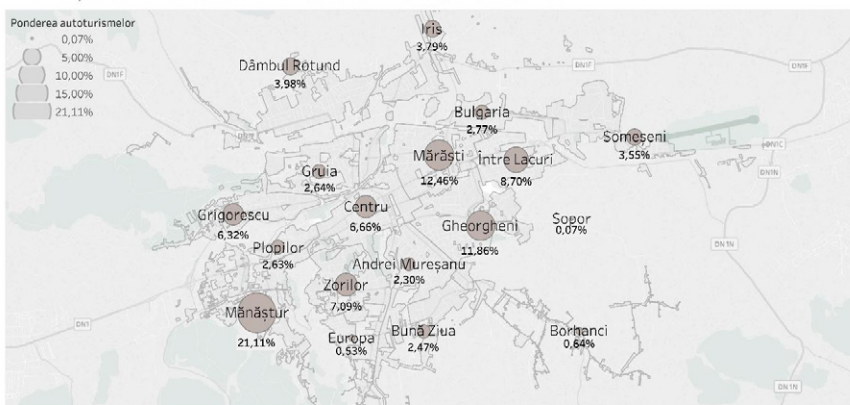 Ponderea autoturismelor
0,07%
5,00%
10,00%
15,00%
21,11%
Iris
3,79%
Dâmbul Rotund
3,98%
DN1F
DN1F
DN1F
Bulgaria
2,77%
Someșeni
3,55%
DN1C
DN1N
Mărăști
12,46%
Între Lacuri
8,70%
Gruia
2,64%
Centru
6,66%
Grigorescu
6,32%
Gheorgheni
11,86%
Sopor
0,07%
DN1N
Plopilor
2,63%
Andrei Mureșanu
2,30%
Zorilor
7,09%
Mănăștur
21,11%
DN1
Europa
0,53%
Bună Ziua
2,47%
Borhanci
0,64%
DN1N